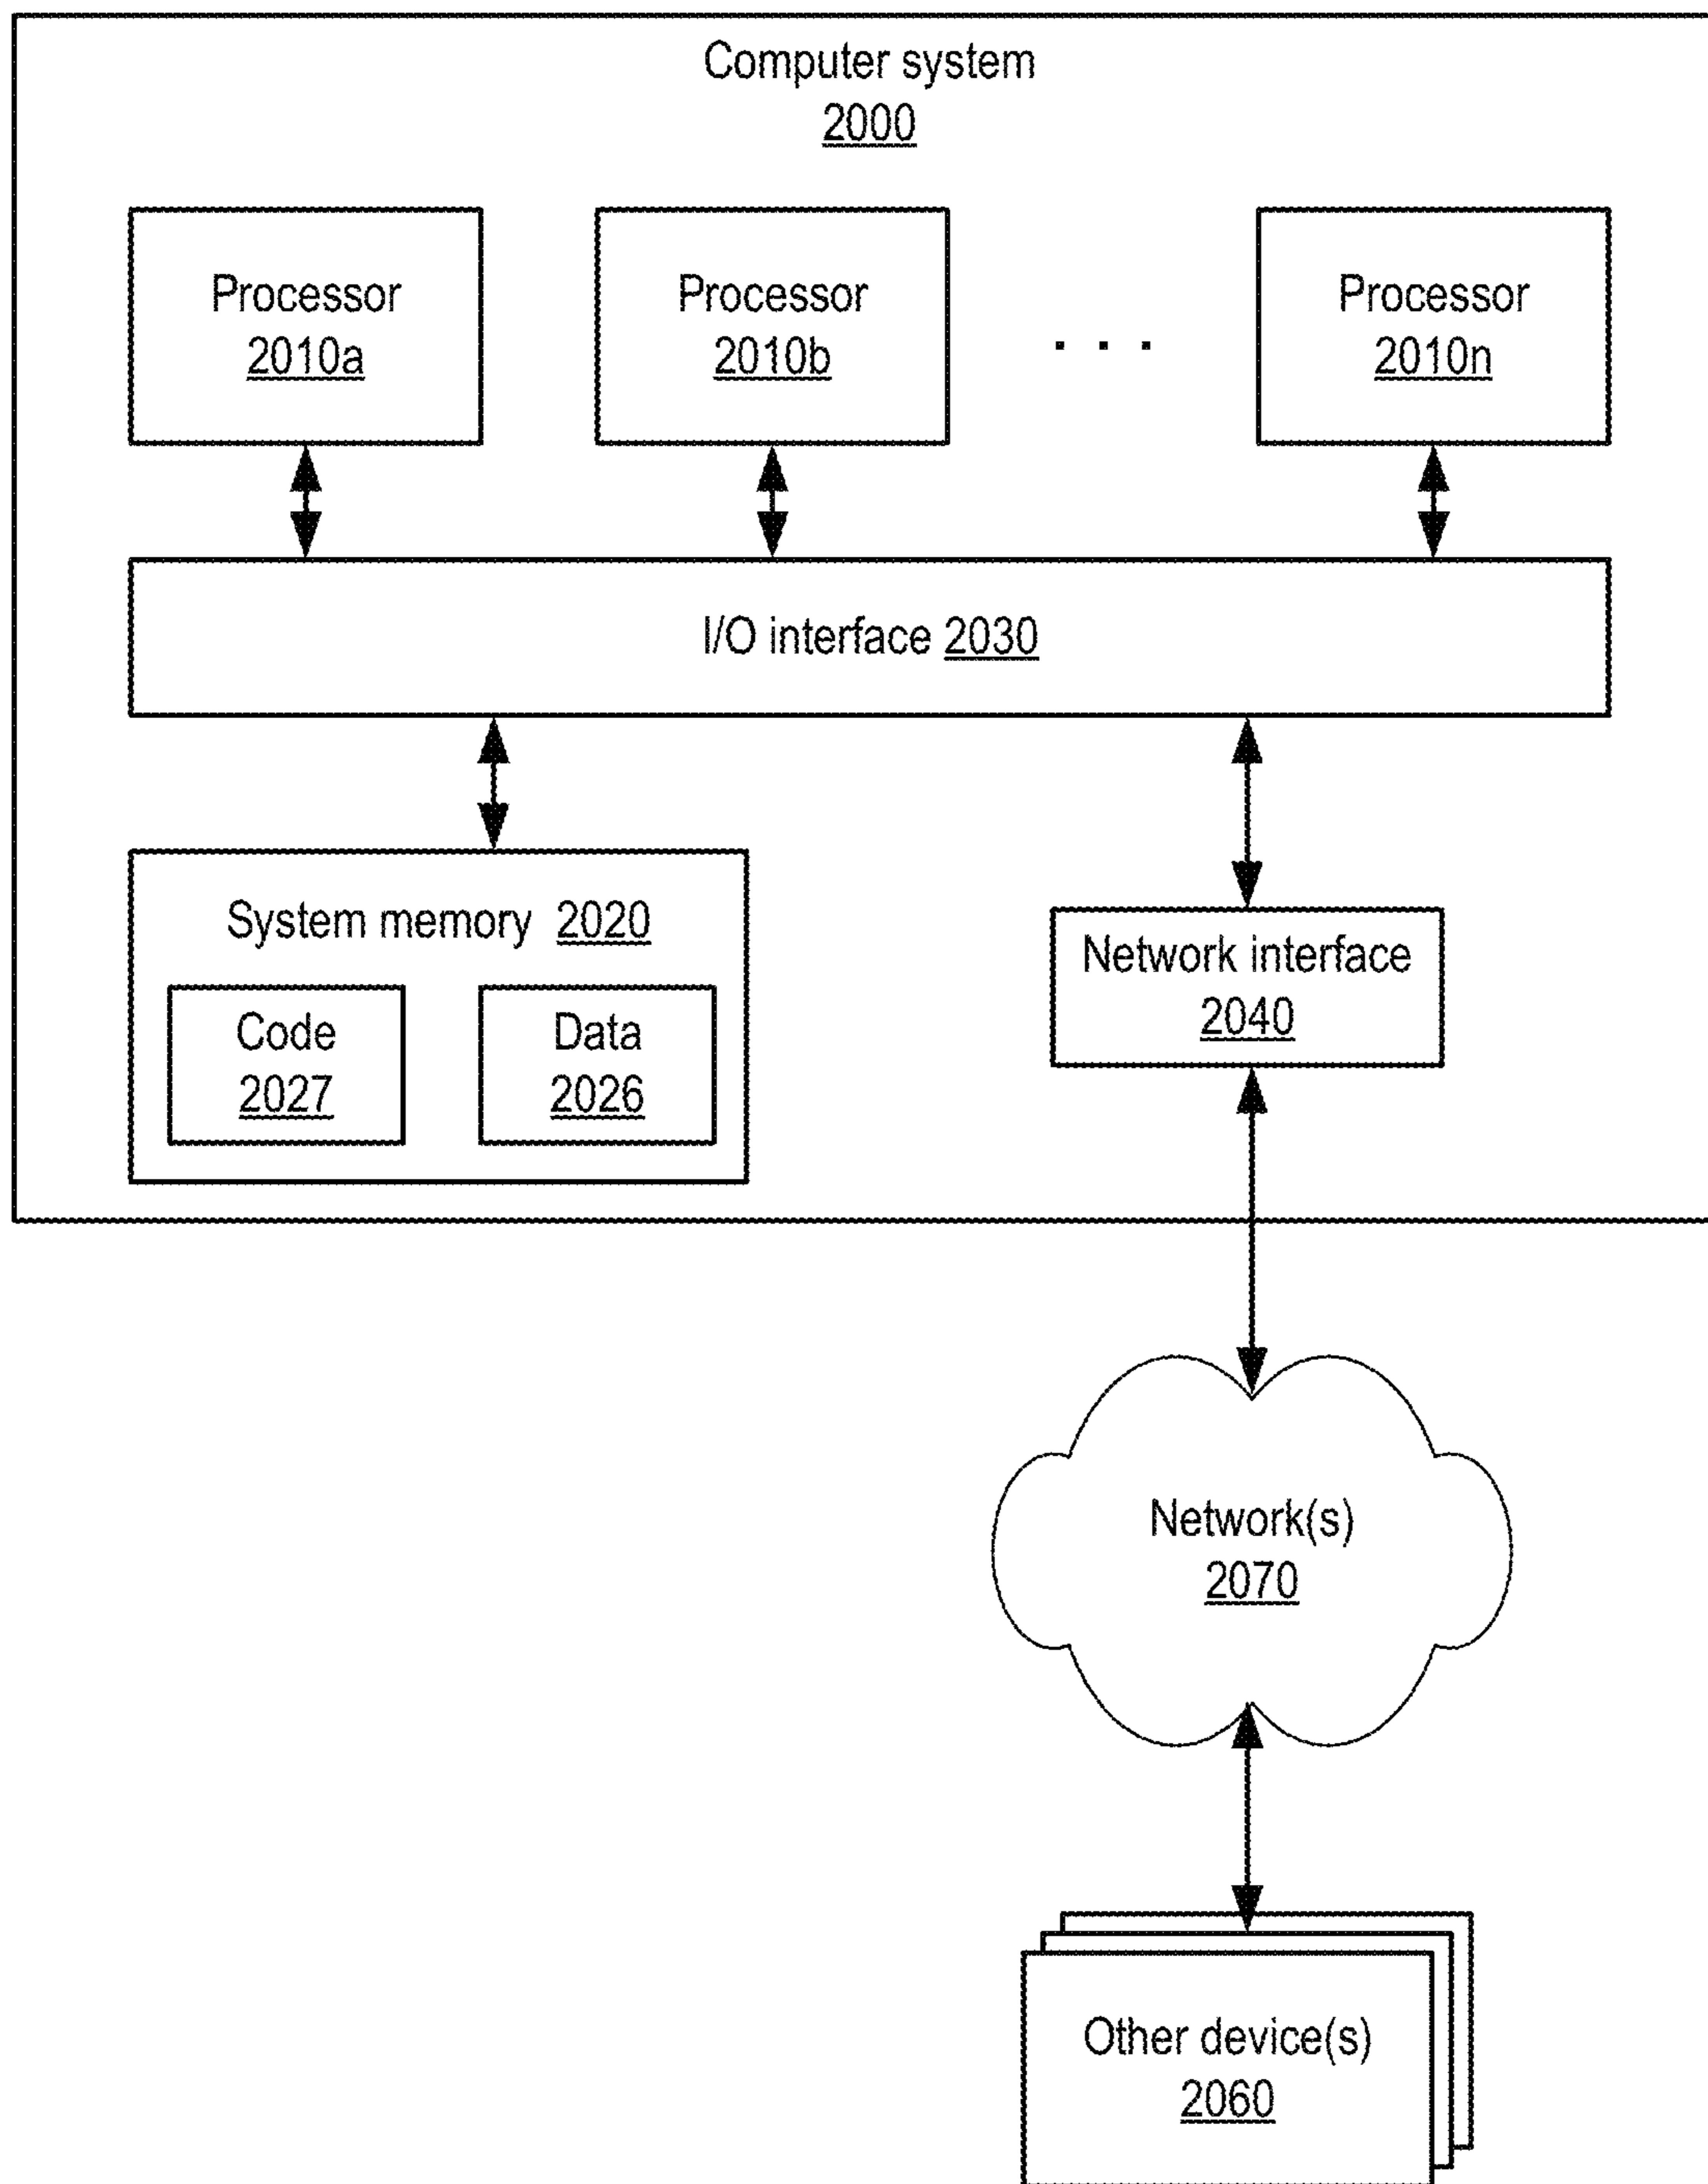 Computer system
2000
Processor
2010a
Processor
2010b
. . .
Processor
2010n
I/O interface 2030
System memory 2020
Code
2027
Data
2026
Network interface
2040
Network(s)
2070
Other device(s)
2060